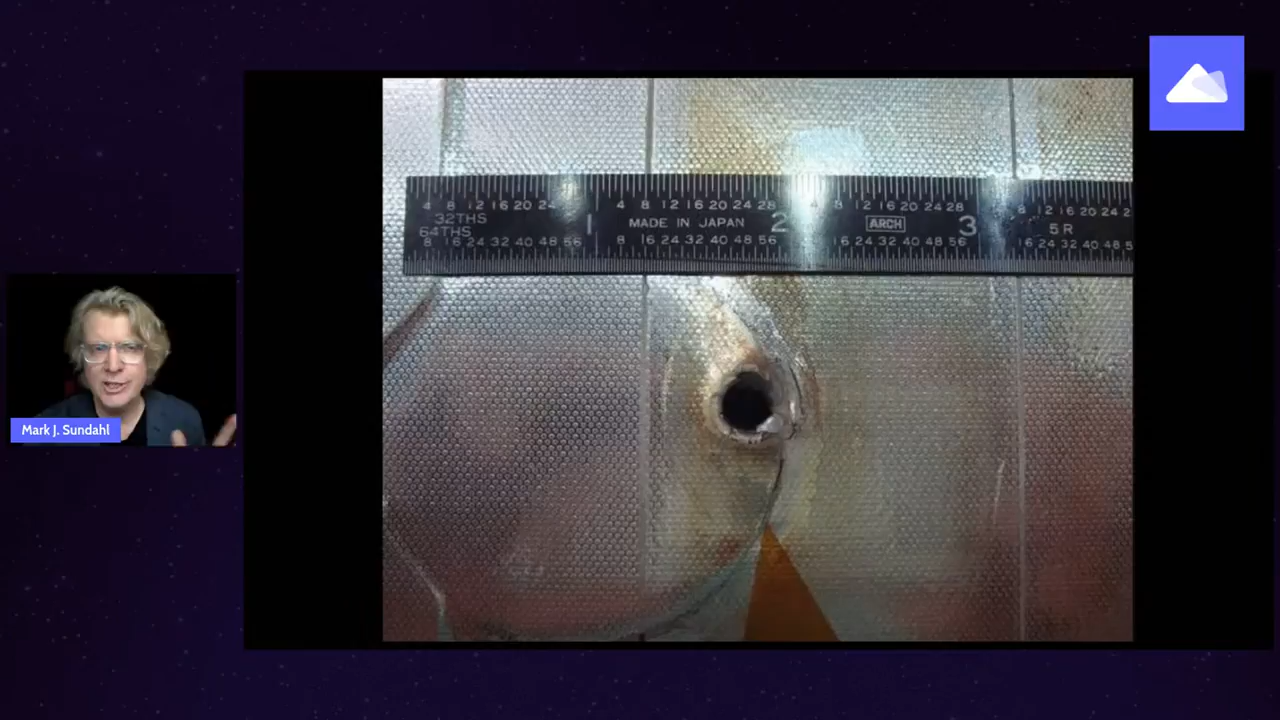 4 8 12 16 20 24 4 8 12 16 20 24 28 4 8 12 16 20 24 28 8 12 16 20 24 2
32THS 1 MADE IN JAPAN 2 ARCH 3 5R
64THS
8 16 24 32 40 48 56 8 16 24 32 40 48 56 16 24 32 40 48 56 16 24 32 40 48 5
Mark J. Sundahl